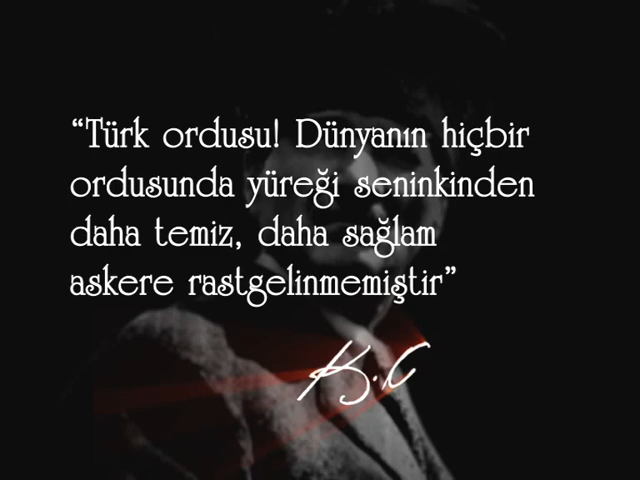 “Türk ordusu! Dünyanın hiçbir
ordusunda yüreği seninkinden
daha temiz, daha sağlam
askere rastgelinmemiştir”